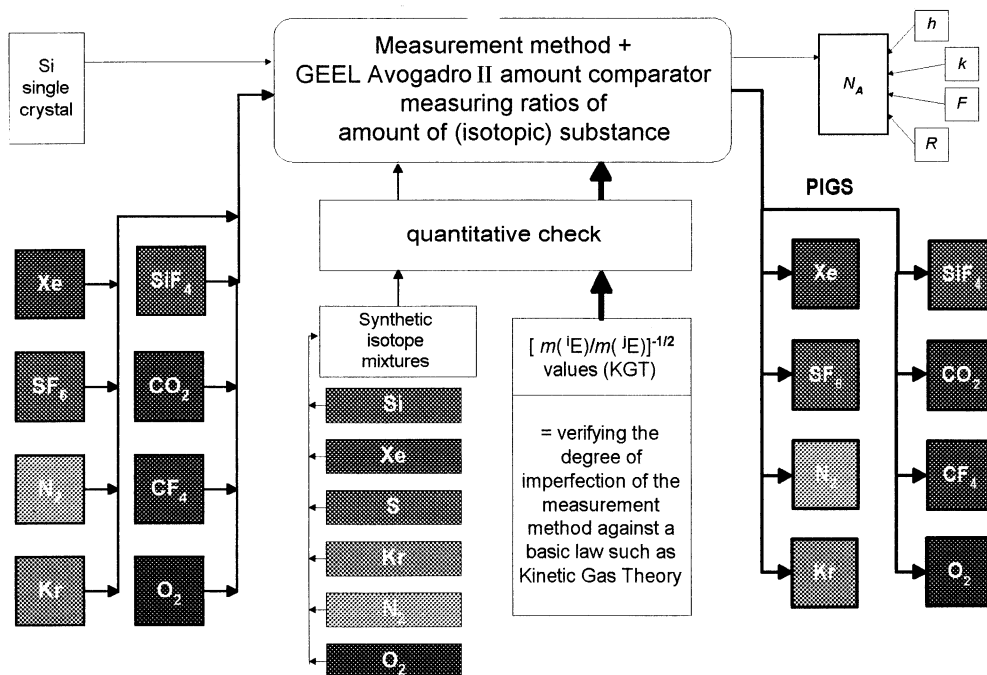 Si
single
crystal
Measurement method +
GEEL Avogadro II amount comparator
measuring ratios of
amount of (isotopic) substance
N_A
h
k
F
R
PIGS
quantitative check
Xe
SiF₄
SF₆
CO₂
N₂
CF₄
Kr
O₂
Synthetic
isotope
mixtures
Si
Xe
S
Kr
N₂
O₂
[ m( ⁱE)/m( ʲE)]⁻¹/²
values (KGT)
= verifying the
degree of
imperfection of the
measurement
method against a
basic law such as
Kinetic Gas Theory
Xe
SiF₄
SF₆
CO₂
N₂
CF₄
Kr
O₂